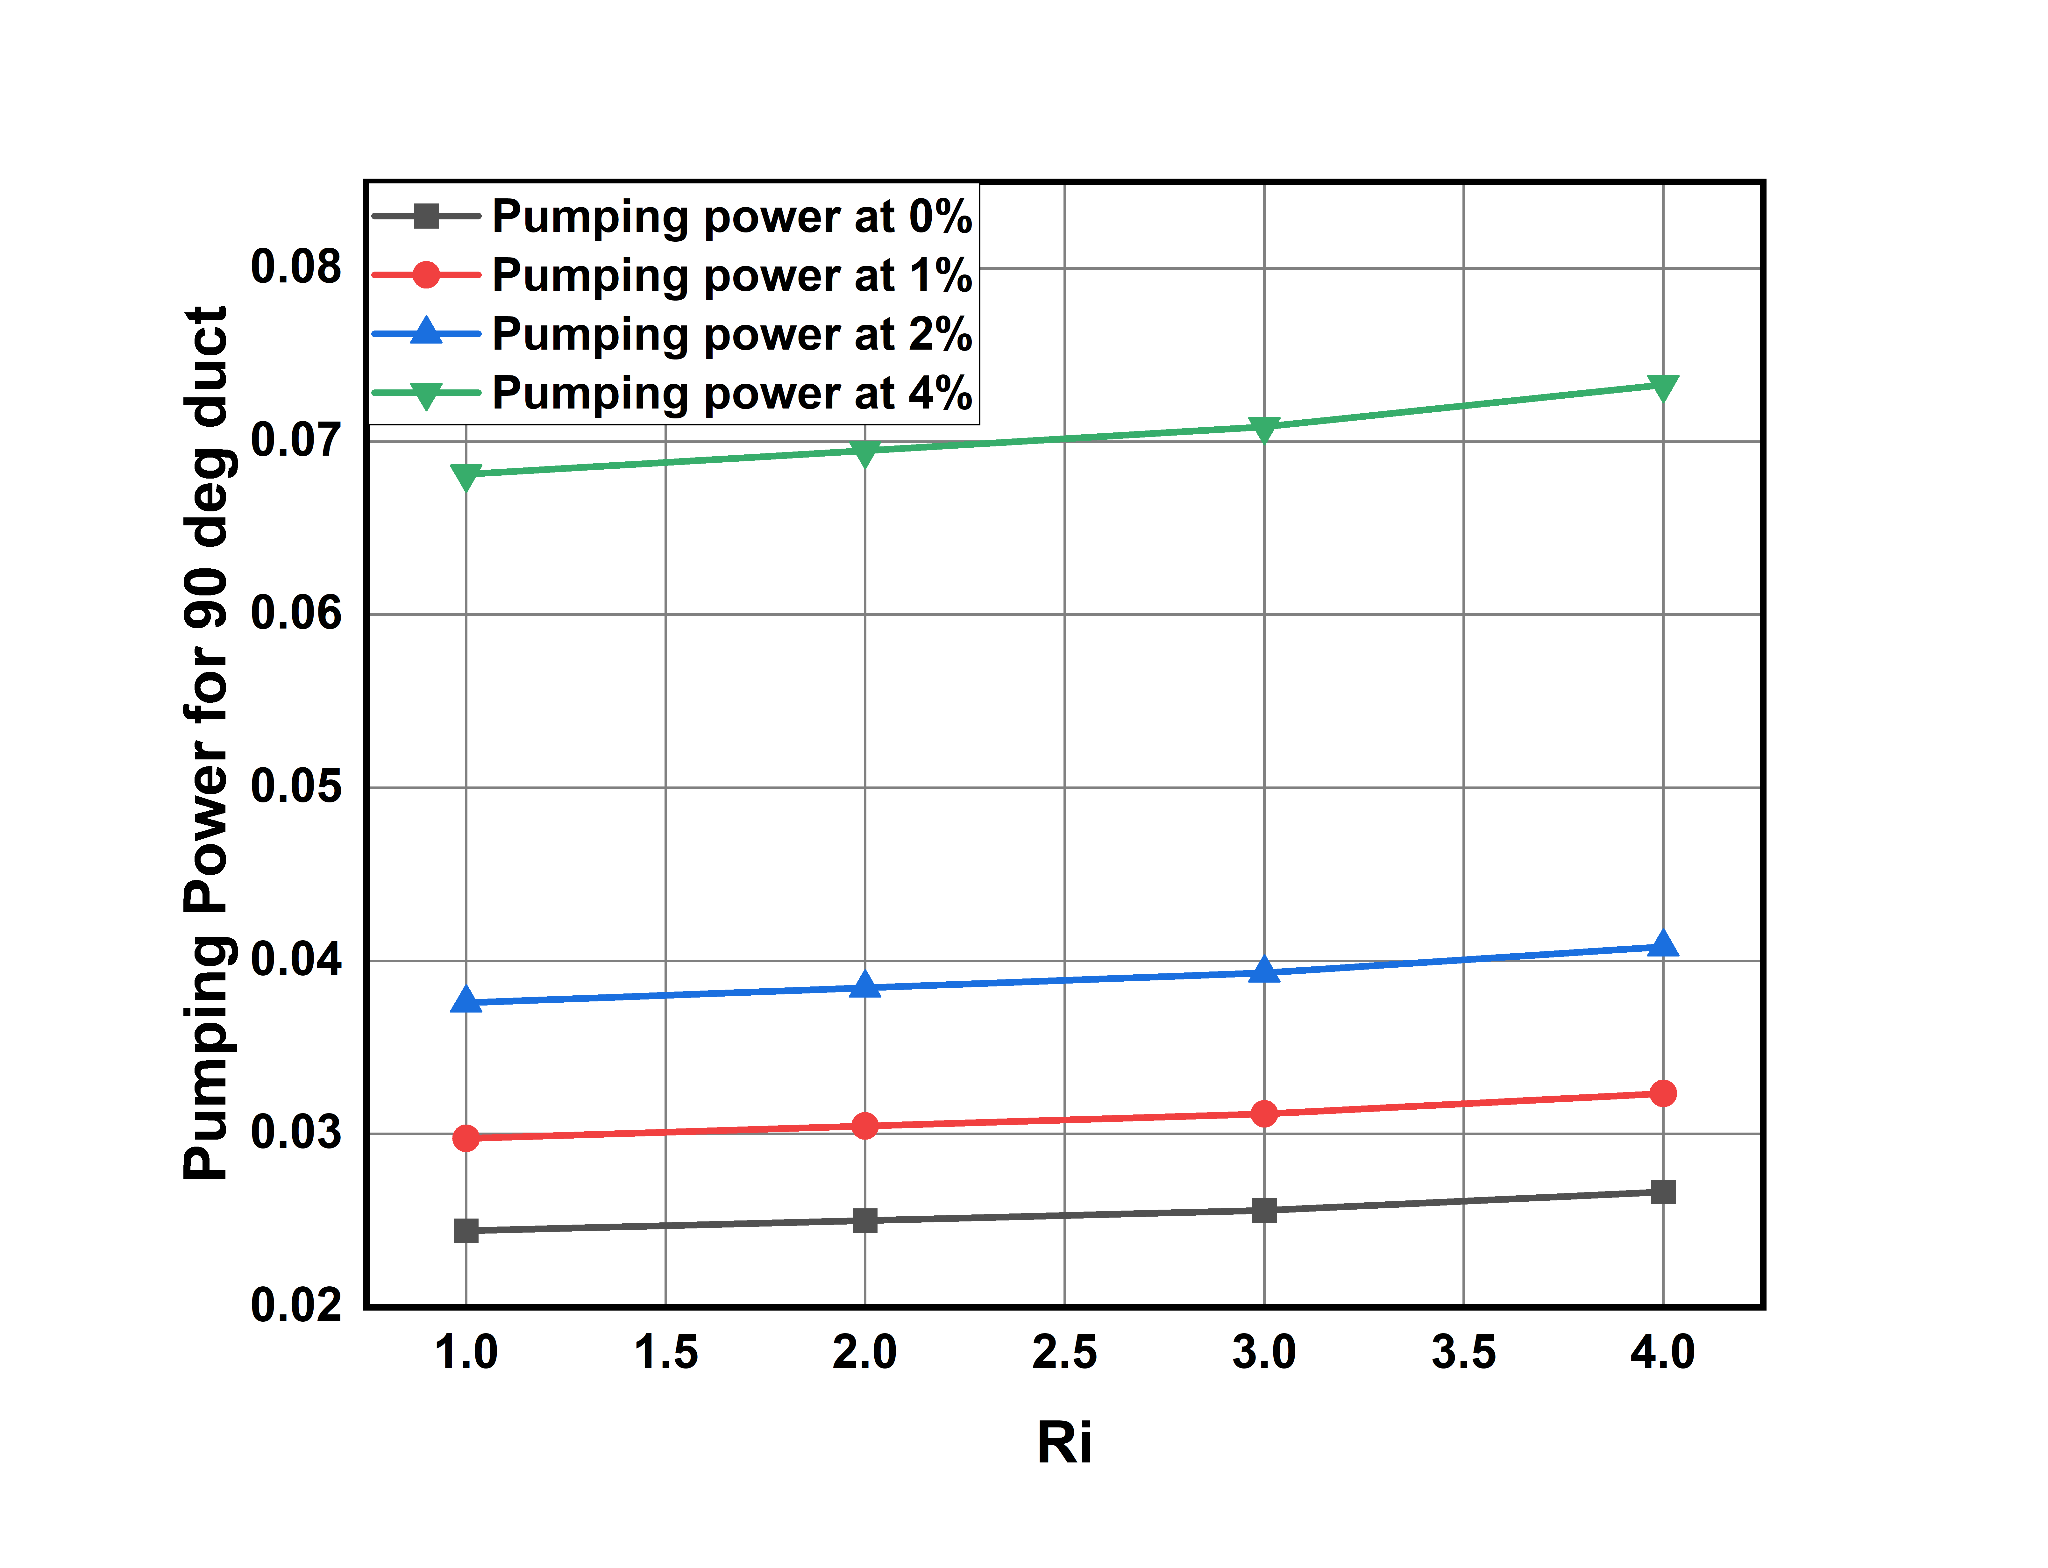 Pumping power at 0%
Pumping power at 1%
Pumping power at 2%
Pumping power at 4%
Pumping Power for 90 deg duct
0.08
0.07
0.06
0.05
0.04
0.03
0.02
1.0 1.5 2.0 2.5 3.0 3.5 4.0
Ri